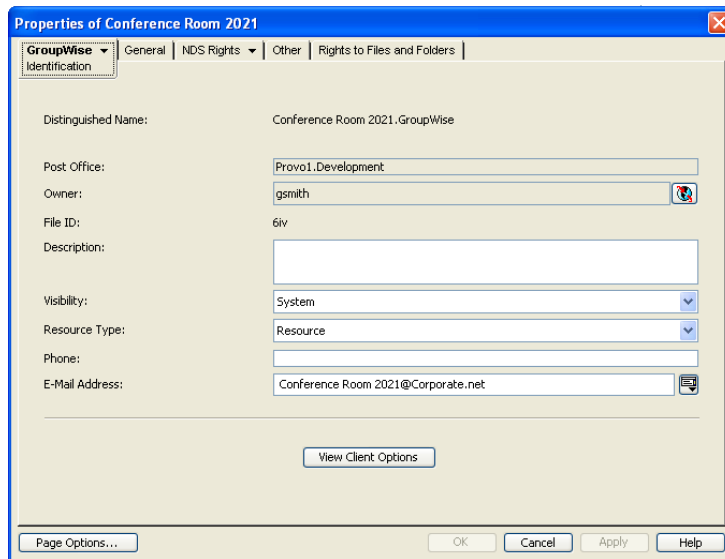 Properties of Conference Room 2021
GroupWise General NDS Rights Other Rights to Files and Folders
Identification
Distinguished Name: Conference Room 2021.GroupWise
Post Office: Provo1.Development
Owner: gsmith
File ID: 6iv
Description:
Visibility: System
Resource Type: Resource
Phone:
E-Mail Address: Conference Room 2021@Corporate.net
View Client Options
Page Options... OK Cancel Apply Help